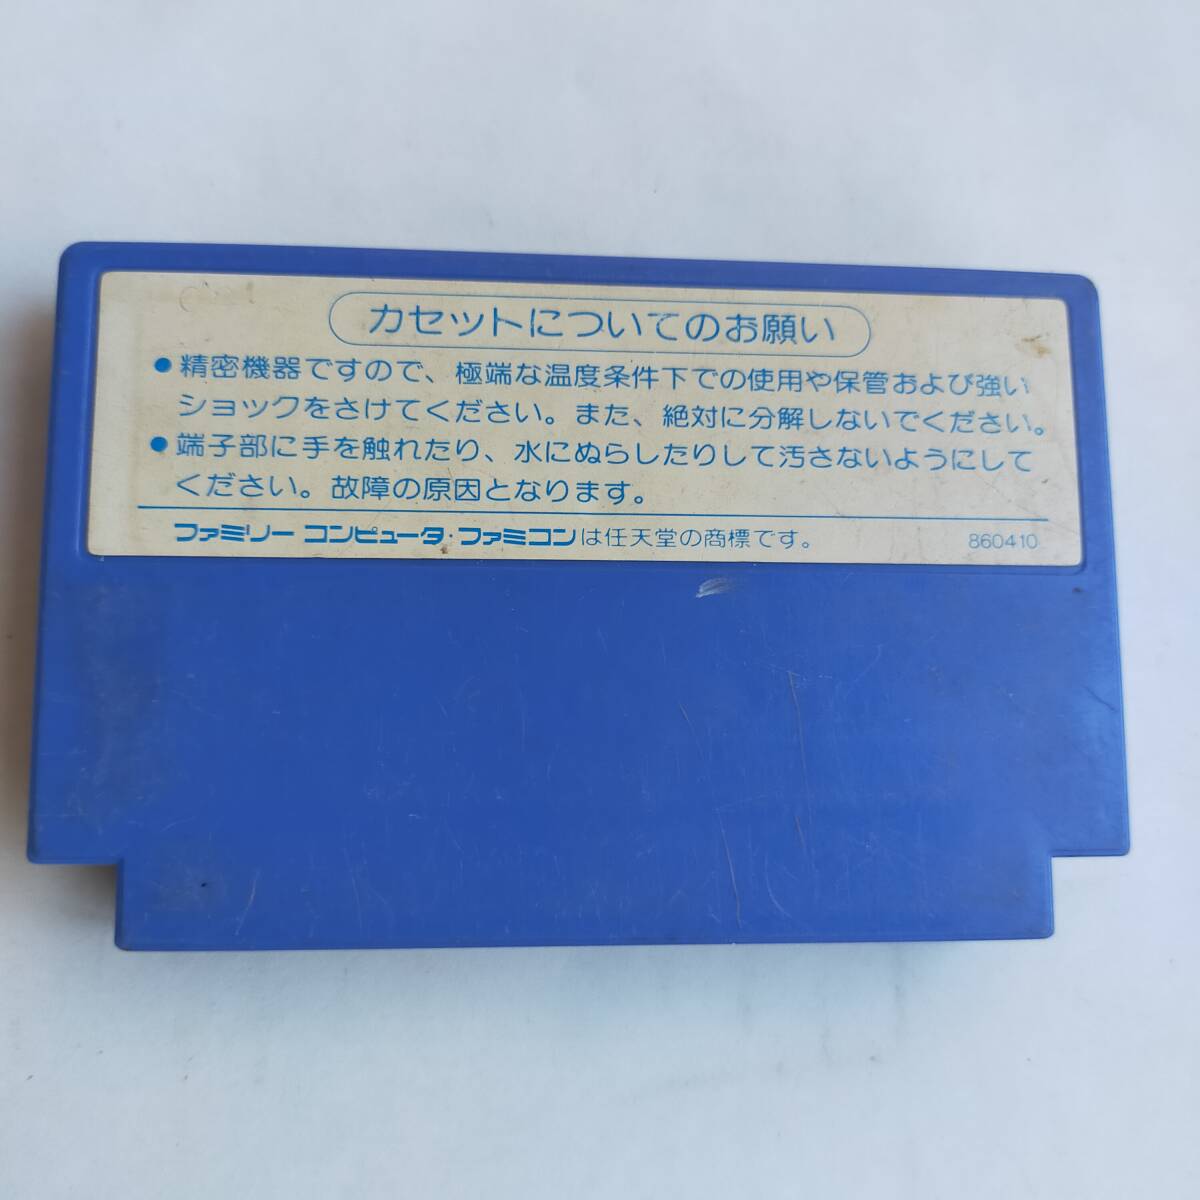 カセットについてのお願い
●精密機器ですので、極端な温度条件下での使用や保管および強い
ショックをさけてください。また、絶対に分解しないでください。
●端子部に手を触れたり、水にぬらしたりして汚さないようにして
ください。故障の原因となります。
ファミリー コンピュータ・ファミコンは任天堂の商標です。 860410